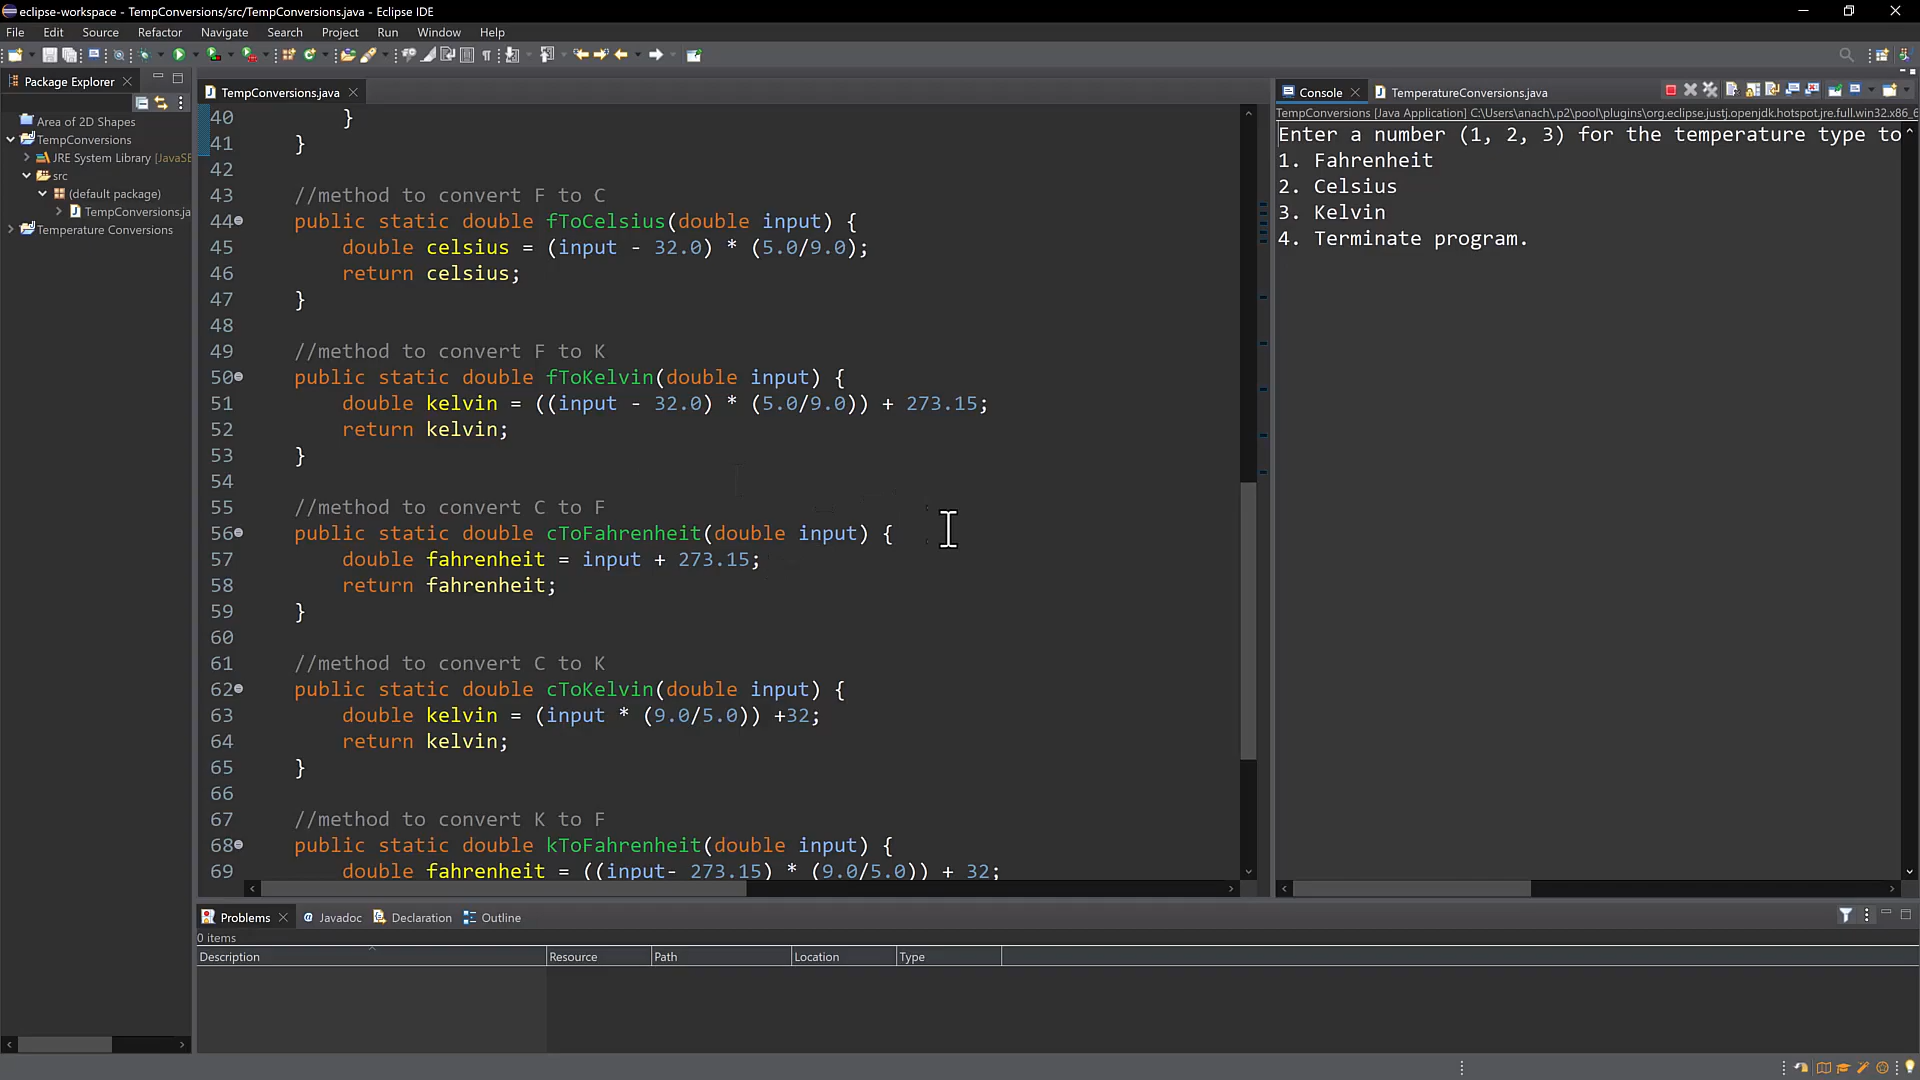 eclipse-workspace - TempConversions/src/TempConversions.java - Eclipse IDE
File Edit Source Refactor Navigate Search Project Run Window Help
Package Explorer
Area of 2D Shapes
TempConversions
JRE System Library [JavaSE
src
(default package)
TempConversions.ja
Temperature Conversions
TempConversions.java
40 }
41 }
42
43 //method to convert F to C
44 public static double fToCelsius(double input) {
45 double celsius = (input - 32.0) * (5.0/9.0);
46 return celsius;
47 }
48
49 //method to convert F to K
50 public static double fToKelvin(double input) {
51 double kelvin = ((input - 32.0) * (5.0/9.0)) + 273.15;
52 return kelvin;
53 }
54
55 //method to convert C to F
56 public static double cToFahrenheit(double input) {
57 double fahrenheit = input + 273.15;
58 return fahrenheit;
59 }
60
61 //method to convert C to K
62 public static double cToKelvin(double input) {
63 double kelvin = (input * (9.0/5.0)) +32;
64 return kelvin;
65 }
66
67 //method to convert K to F
68 public static double kToFahrenheit(double input) {
69 double fahrenheit = ((input- 273.15) * (9.0/5.0)) + 32;
Console TemperatureConversions.java
TempConversions [Java Application] C:\Users\anach\.p2\pool\plugins\org.eclipse.justj.openjdk.hotspot.jre.full.win32.x86_6
Enter a number (1, 2, 3) for the temperature type to
1. Fahrenheit
2. Celsius
3. Kelvin
4. Terminate program.
Problems Javadoc Declaration Outline
0 items
Description Resource Path Location Type